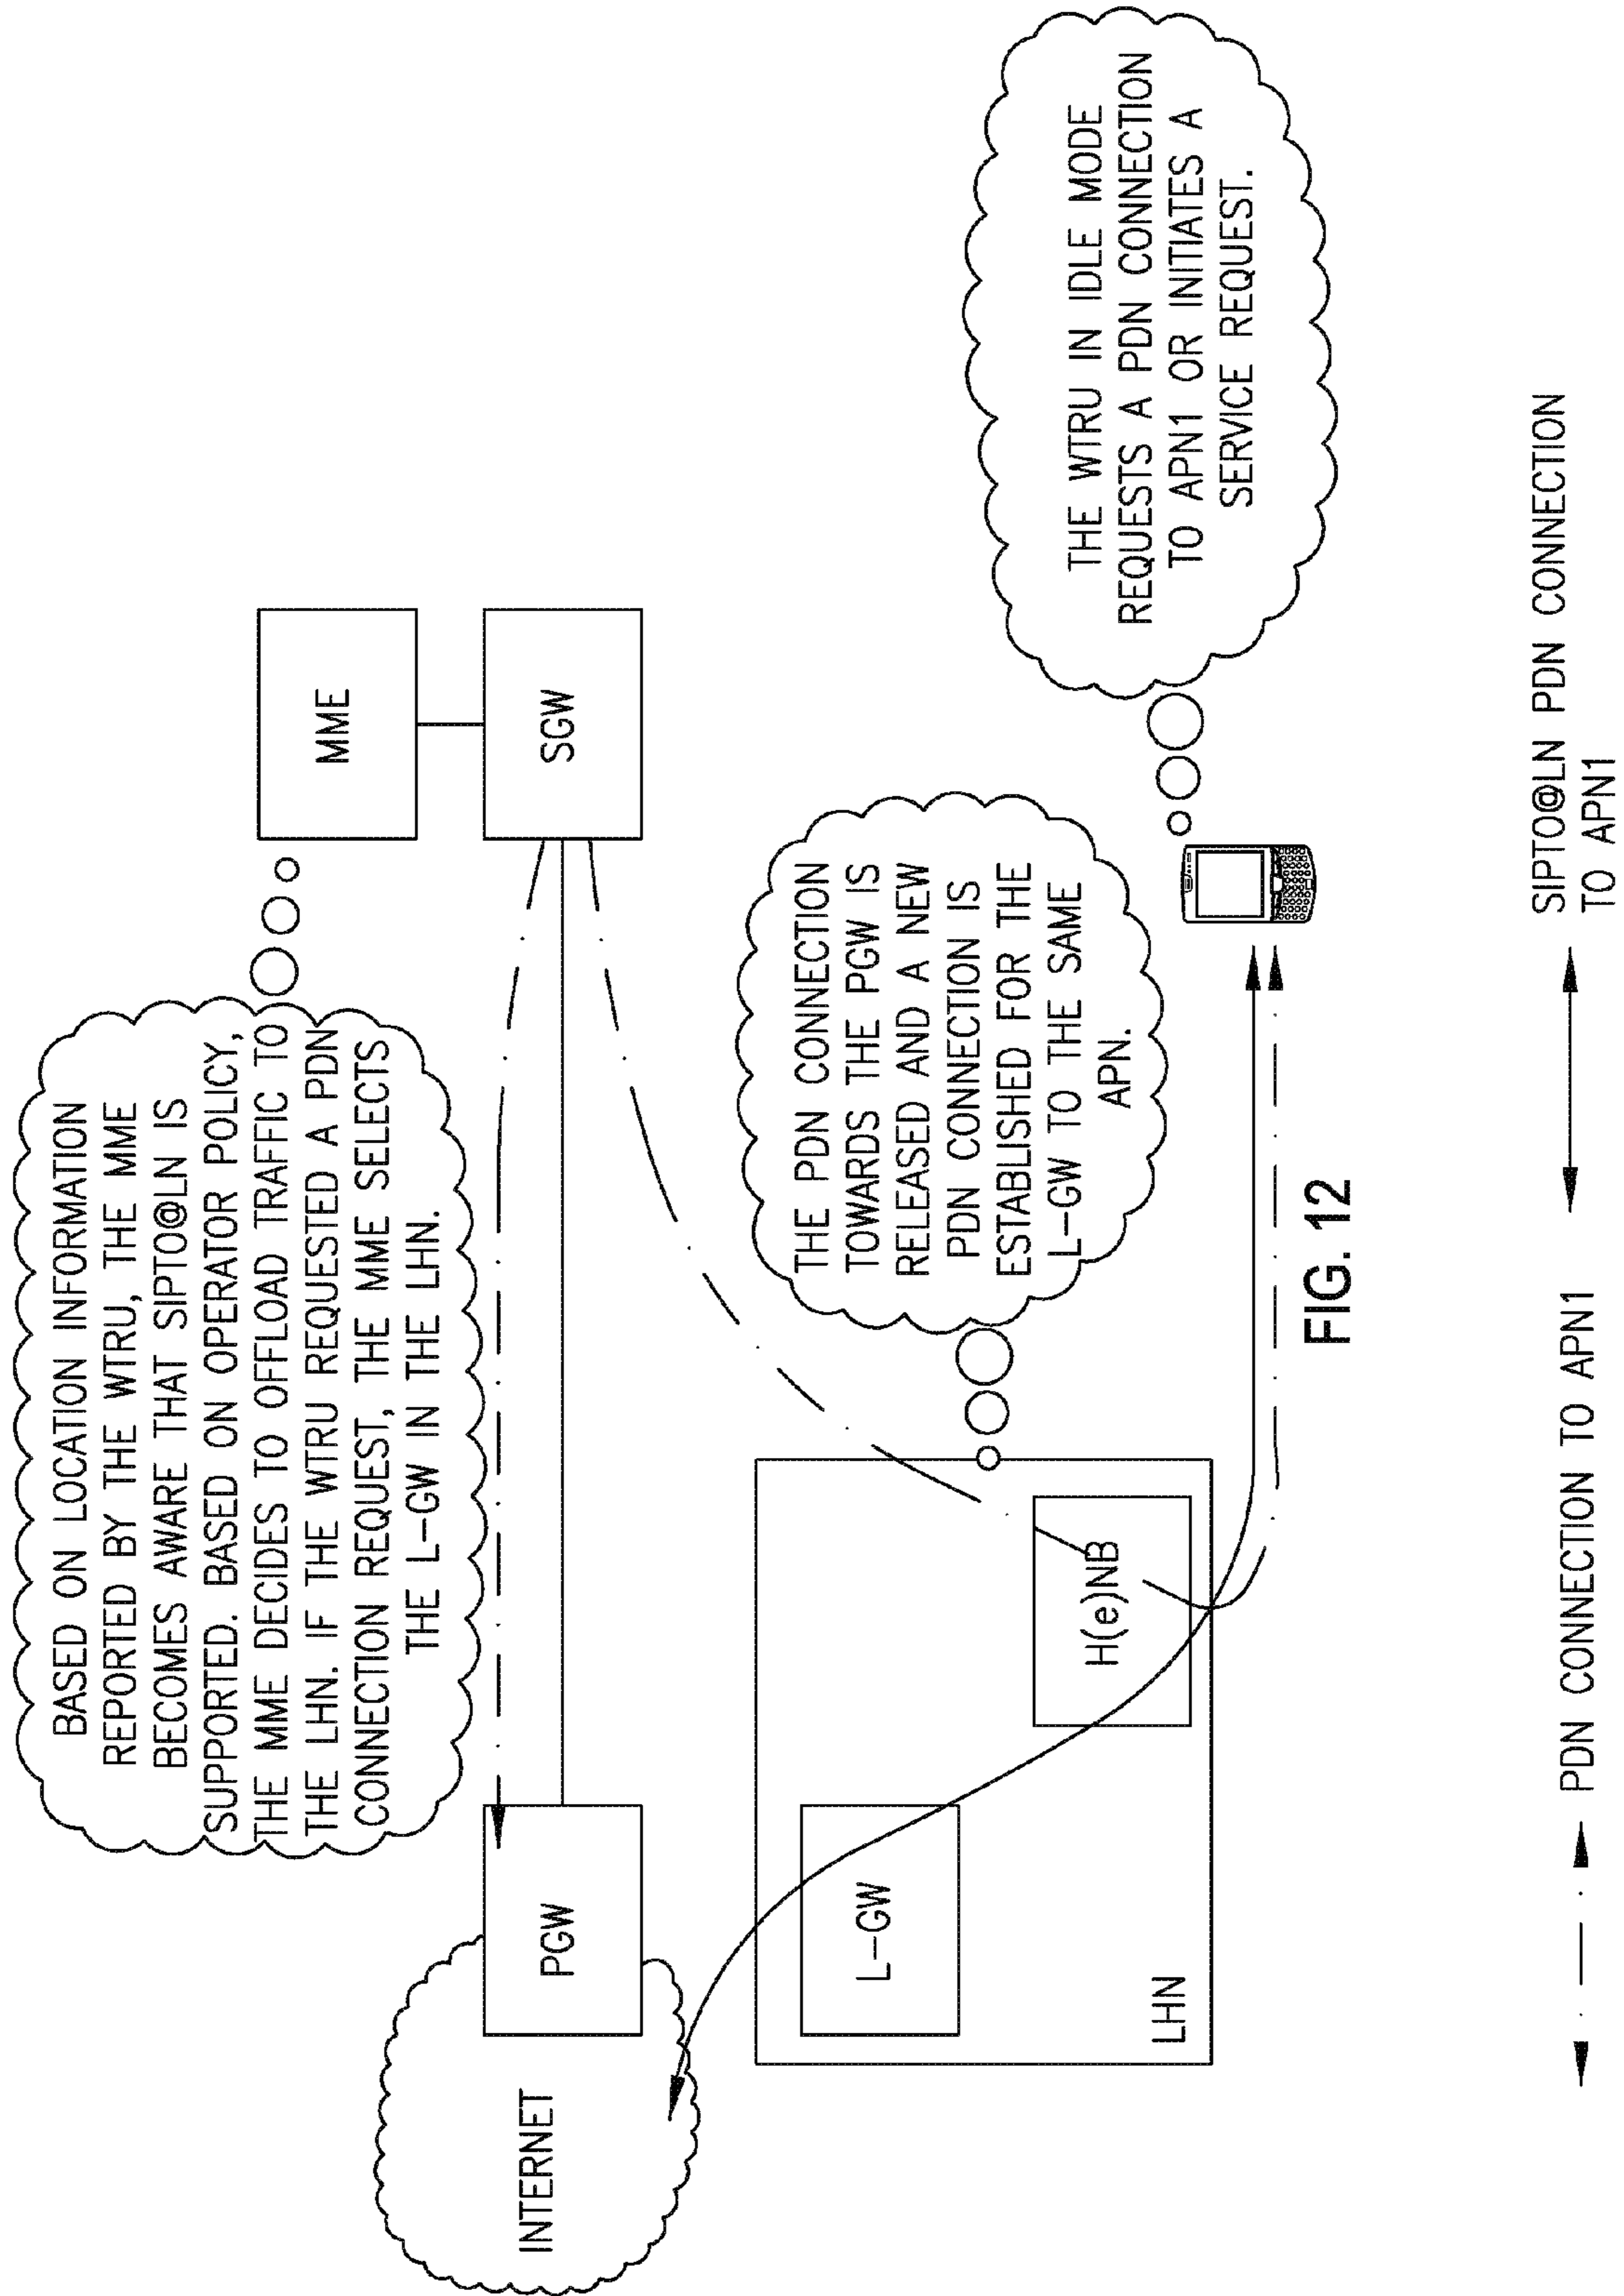 BASED ON LOCATION INFORMATION
REPORTED BY THE WTRU, THE MME
BECOMES AWARE THAT SIPTO@LN IS
SUPPORTED. BASED ON OPERATOR POLICY,
THE MME DECIDES TO OFFLOAD TRAFFIC TO
THE LHN. IF THE WTRU REQUESTED A PDN
CONNECTION REQUEST, THE MME SELECTS
THE L-GW IN THE LHN.
MME
INTERNET
PGW
SGW
THE PDN CONNECTION
TOWARDS THE PGW IS
RELEASED AND A NEW
PDN CONNECTION IS
ESTABLISHED FOR THE
L-GW TO THE SAME
APN.
L-GW
H(e)NB
LHN
THE WTRU IN IDLE MODE
REQUESTS A PDN CONNECTION
TO APN1 OR INITIATES A
SERVICE REQUEST.
FIG. 12
PDN CONNECTION TO APN1
SIPTO@LN PDN CONNECTION
TO APN1